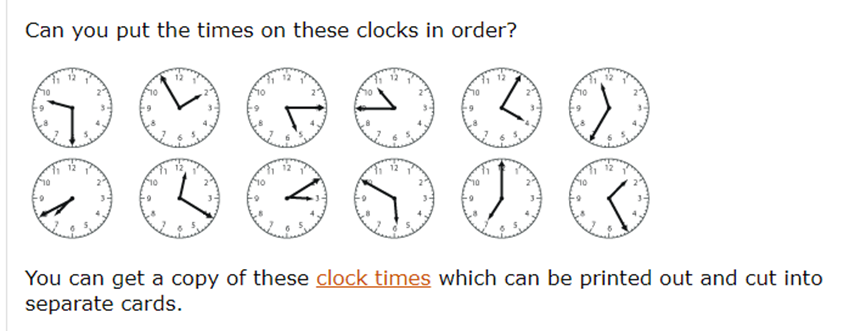 Can you put the times on these clocks in order?
You can get a copy of these clock times which can be printed out and cut into
separate cards.